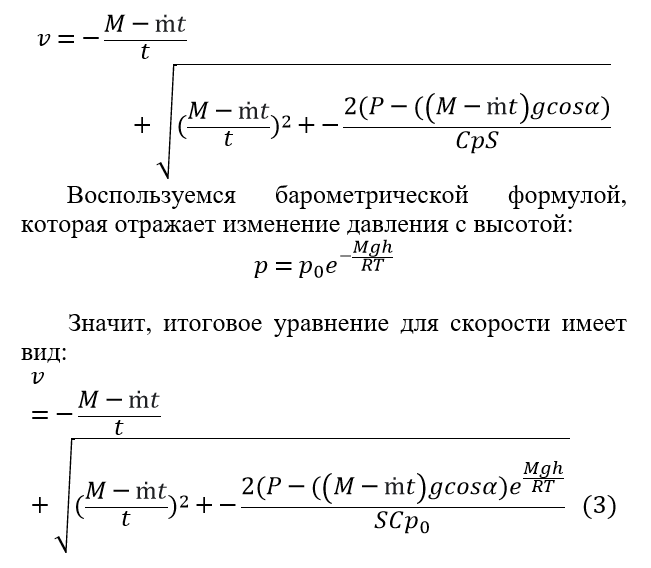 v = −(M − ṁt)/t
+ √((M − ṁt)/t)² + −2(P − ((M − ṁt)gcosα)/CpS
Воспользуемся барометрической формулой,
которая отражает изменение давления с высотой:
p = p₀e^(−Mgh/RT)
Значит, итоговое уравнение для скорости имеет
вид:
v
= −(M − ṁt)/t
+ √((M − ṁt)/t)² + −2(P − ((M − ṁt)gcosα)e^(Mgh/RT)/SCp₀ (3)